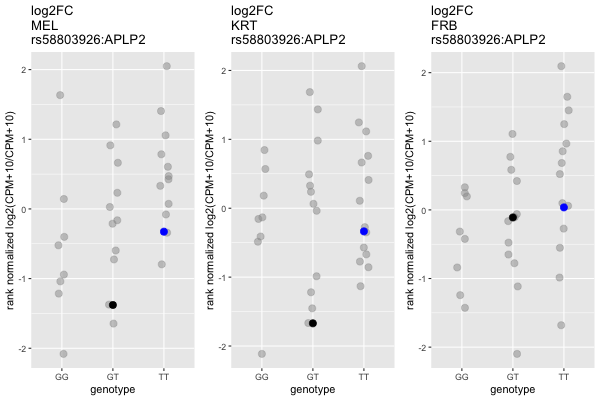 log2FC
MEL
rs58803926:APLP2
rank normalized log2(CPM+10/CPM+10)
2
1
0
-1
-2
GG
GT
TT
genotype
log2FC
KRT
rs58803926:APLP2
rank normalized log2(CPM+10/CPM+10)
2
1
0
-1
-2
GG
GT
TT
genotype
log2FC
FRB
rs58803926:APLP2
rank normalized log2(CPM+10/CPM+10)
2
1
0
-1
-2
GG
GT
TT
genotype